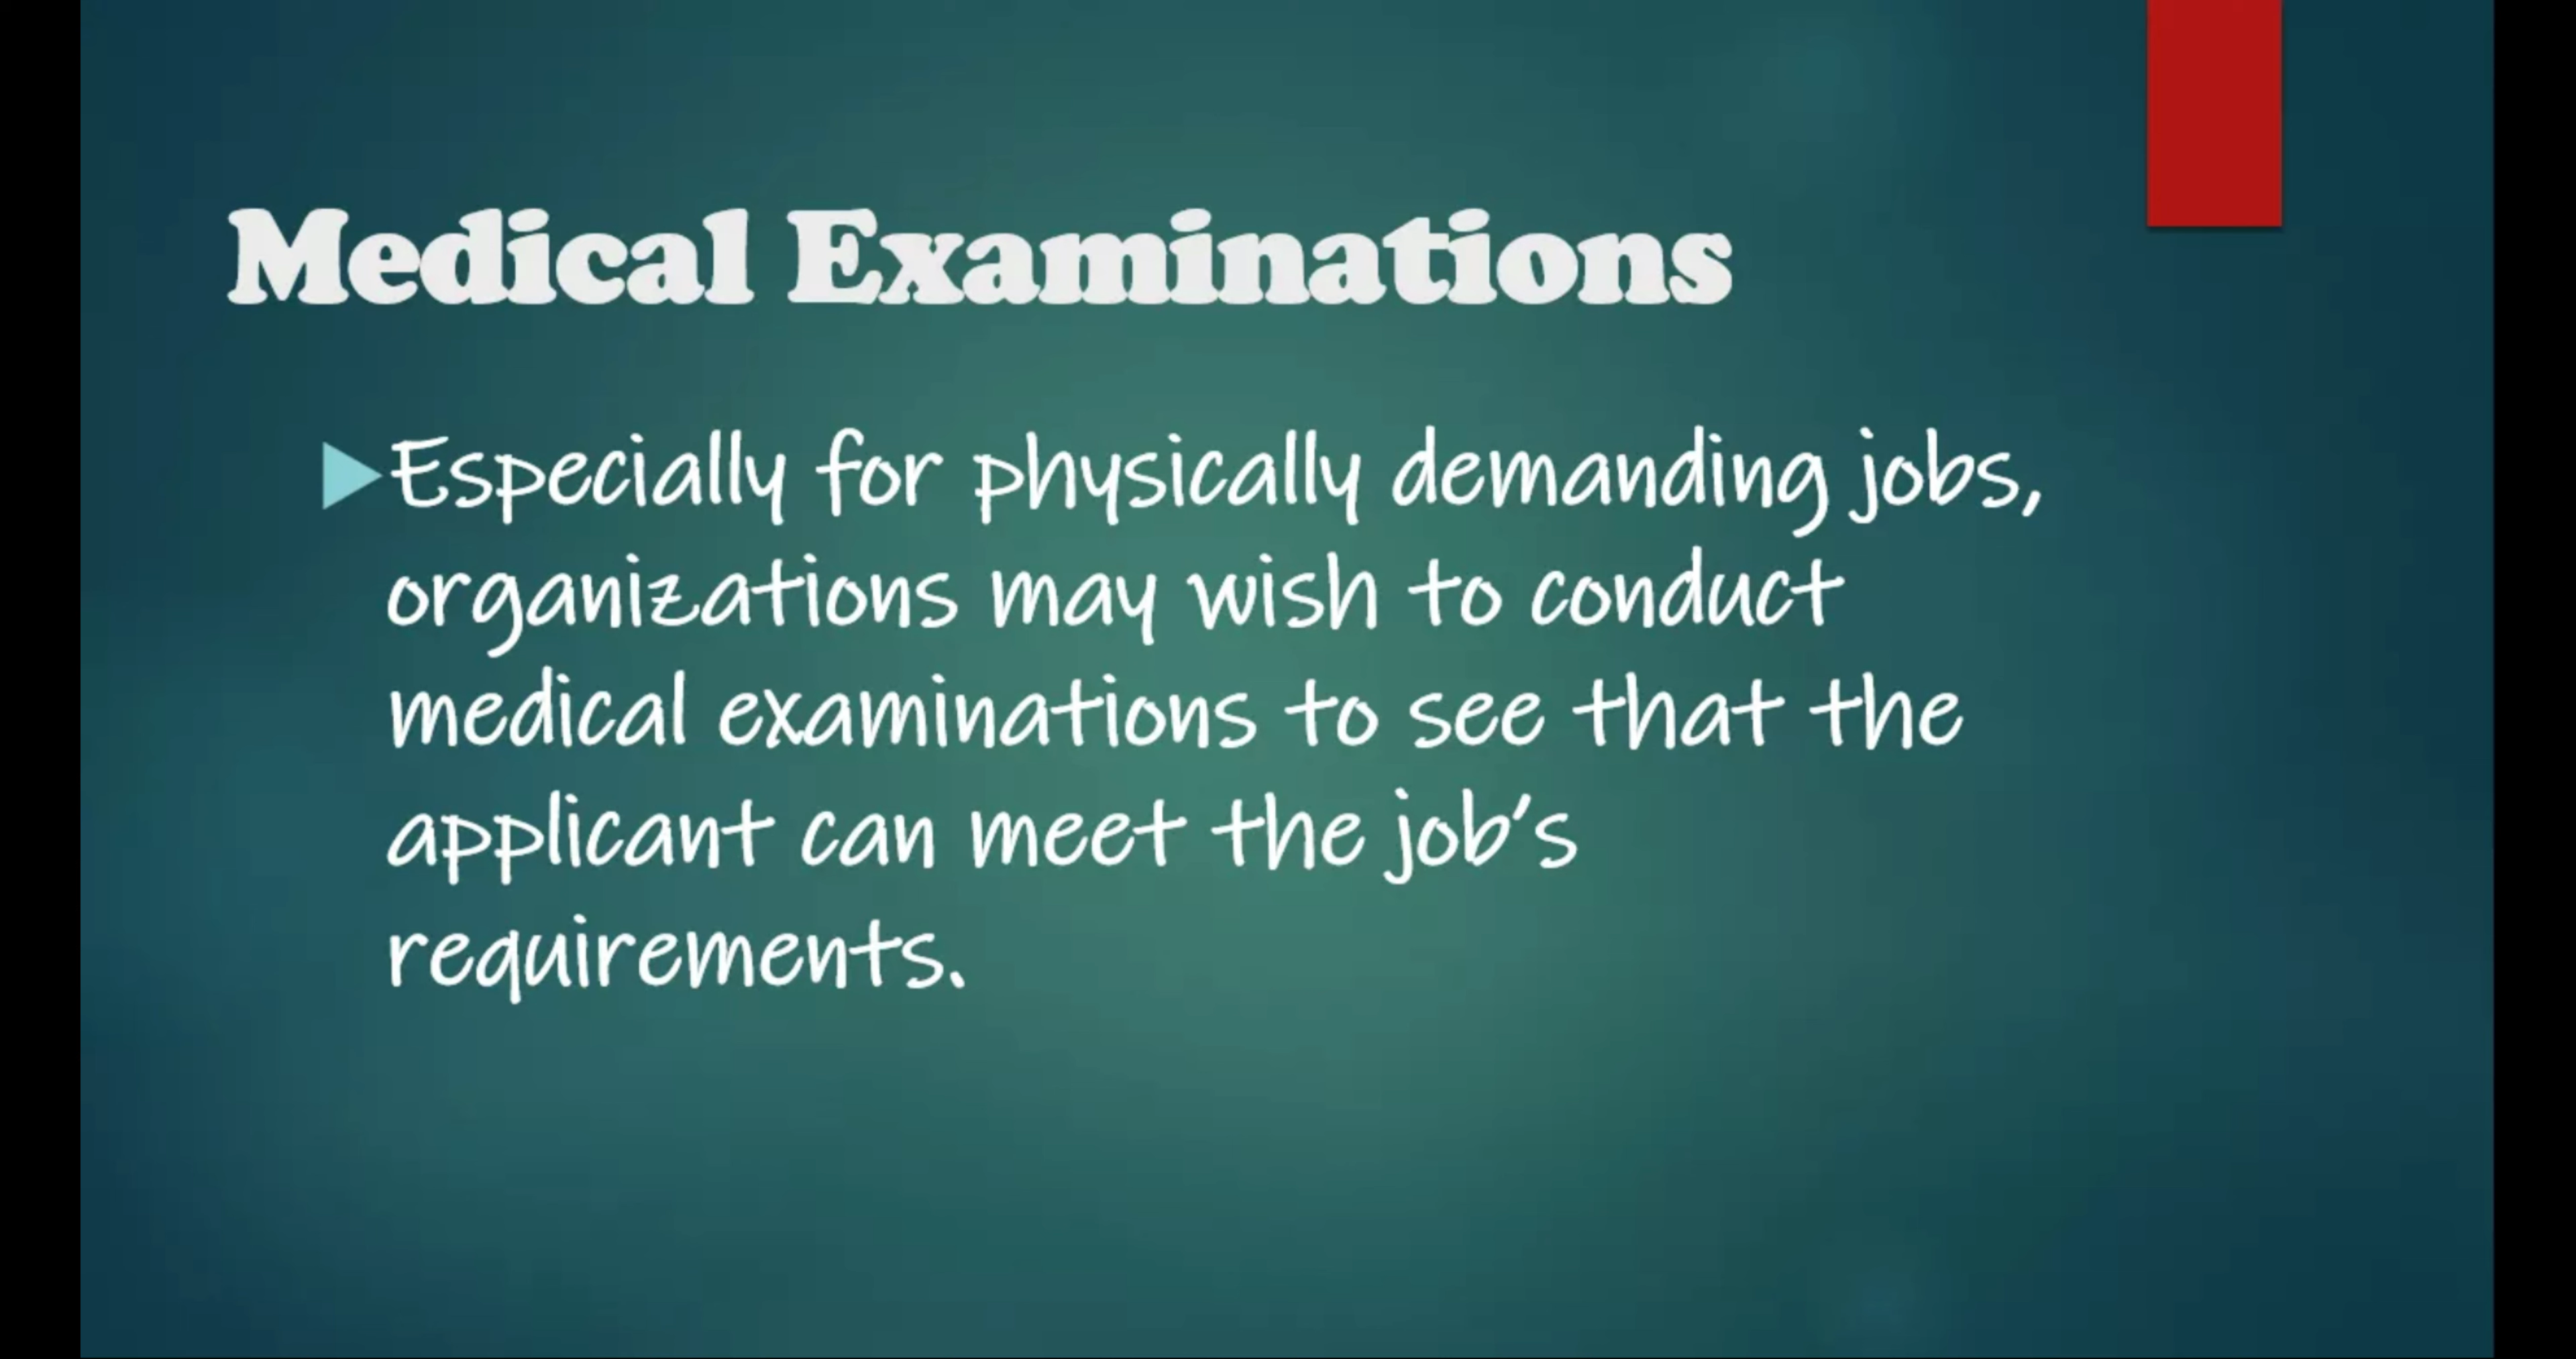 Medical Examinations
Especially for physically demanding jobs,
organizations may wish to conduct
medical examinations to see that the
applicant can meet the job's
requirements.